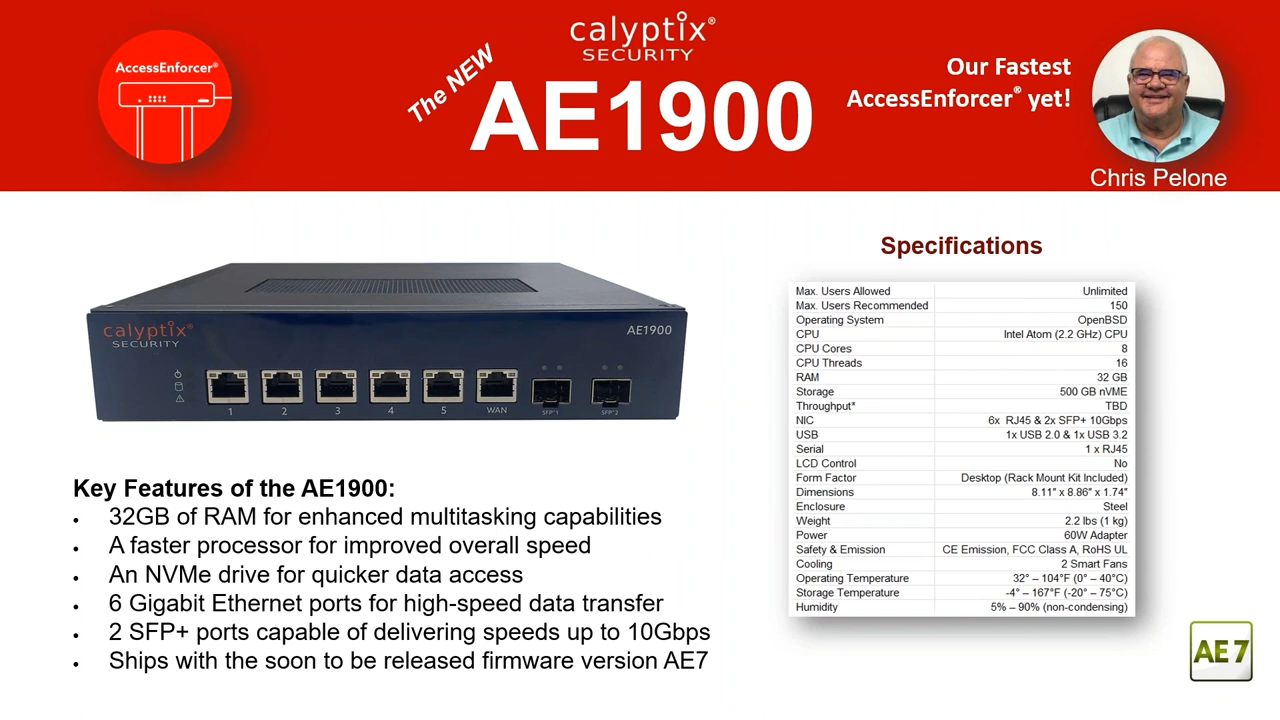 AccessEnforcer®
The NEW
calyptix®
SECURITY
AE1900
Our Fastest
AccessEnforcer® yet!
Chris Pelone
calyptix®
SECURITY
AE1900
1 2 3 4 5 WAN SFP+1 SFP+2
Specifications
Max. Users Allowed Unlimited
Max. Users Recommended 150
Operating System OpenBSD
CPU Intel Atom (2.2 GHz) CPU
CPU Cores 8
CPU Threads 16
RAM 32 GB
Storage 500 GB nVME
Throughput* TBD
NIC 6x RJ45 & 2x SFP+ 10Gbps
USB 1x USB 2.0 & 1x USB 3.2
Serial 1 x RJ45
LCD Control No
Form Factor Desktop (Rack Mount Kit Included)
Dimensions 8.11″ x 8.86″ x 1.74″
Enclosure Steel
Weight 2.2 lbs (1 kg)
Power 60W Adapter
Safety & Emission CE Emission, FCC Class A, RoHS UL
Cooling 2 Smart Fans
Operating Temperature 32° – 104°F (0° – 40°C)
Storage Temperature -4° – 167°F (-20° – 75°C)
Humidity 5% – 90% (non-condensing)
Key Features of the AE1900:
• 32GB of RAM for enhanced multitasking capabilities
• A faster processor for improved overall speed
• An NVMe drive for quicker data access
• 6 Gigabit Ethernet ports for high-speed data transfer
• 2 SFP+ ports capable of delivering speeds up to 10Gbps
• Ships with the soon to be released firmware version AE7
AE7